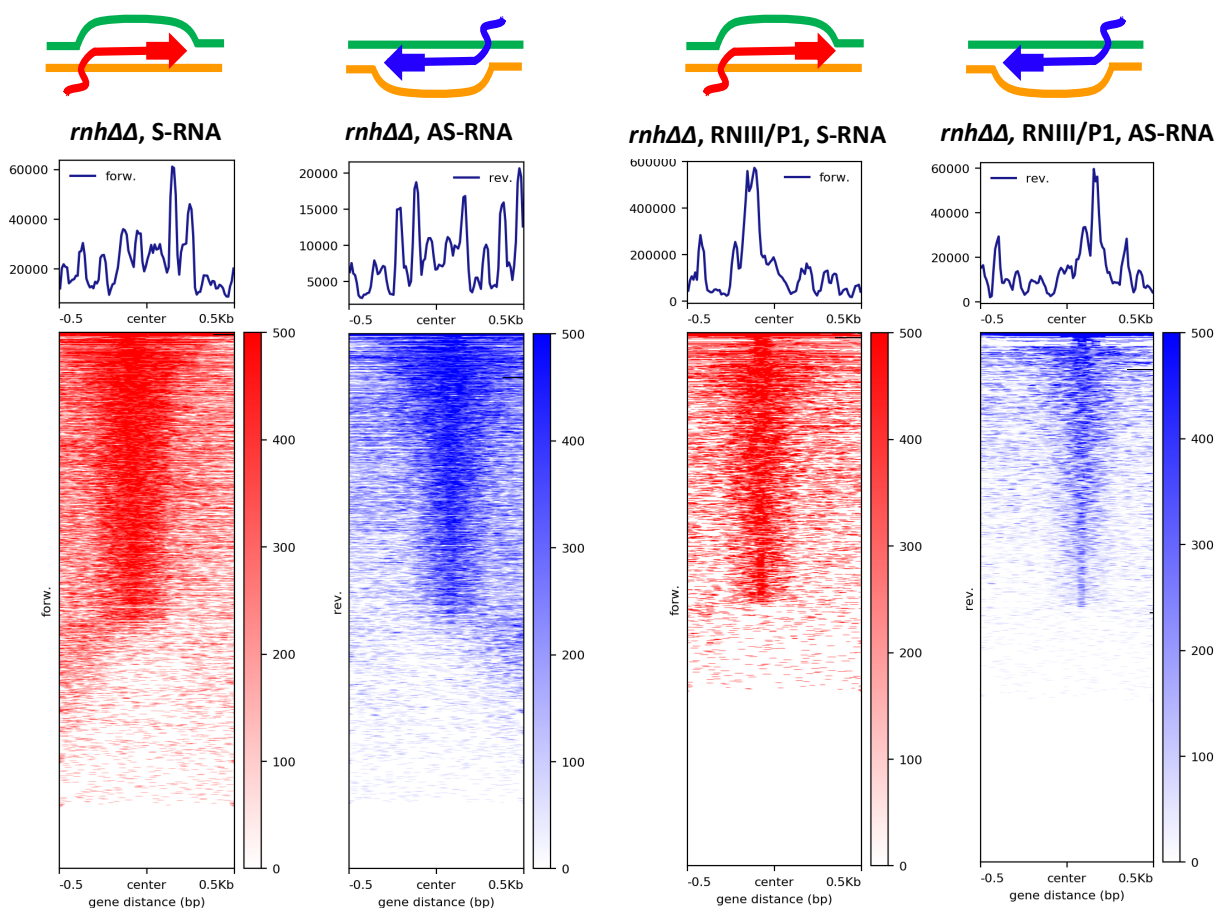 rnhΔΔ, S-RNA
rnhΔΔ, AS-RNA
rnhΔΔ, RNIII/P1, S-RNA
rnhΔΔ, RNIII/P1, AS-RNA
forw.
60000
40000
20000
-0.5 center 0.5Kb
rev.
20000
15000
10000
5000
-0.5 center 0.5Kb
forw.
600000
400000
200000
0
-0.5 center 0.5Kb
rev.
60000
40000
20000
0
-0.5 center 0.5Kb
forw.
500
400
300
200
100
0
-0.5 center 0.5Kb
gene distance (bp)
rev.
500
400
300
200
100
0
-0.5 center 0.5Kb
gene distance (bp)
forw.
500
400
300
200
100
0
-0.5 center 0.5Kb
gene distance (bp)
rev.
500
400
300
200
100
0
-0.5 center 0.5Kb
gene distance (bp)